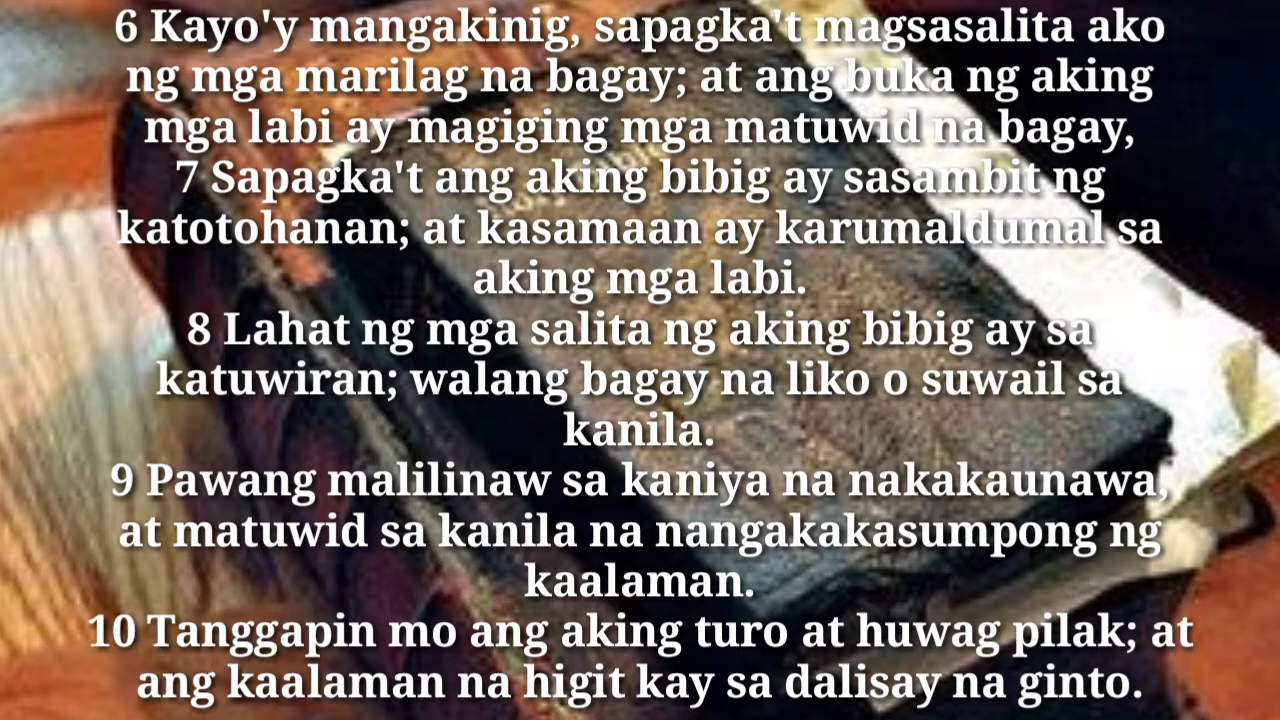 6 Kayo'y mangakinig, sapagka't magsasalita ako
ng mga marilag na bagay; at ang buka ng aking
mga labi ay magiging mga matuwid na bagay,
7 Sapagka't ang aking bibig ay sasambit ng
katotohanan; at kasamaan ay karumaldumal sa
aking mga labi.
8 Lahat ng mga salita ng aking bibig ay sa
katuwiran; walang bagay na liko o suwail sa
kanila.
9 Pawang malilinaw sa kaniya na nakakaunawa,
at matuwid sa kanila na nangakakasumpong ng
kaalaman.
10 Tanggapin mo ang aking turo at huwag pilak; at
ang kaalaman na higit kay sa dalisay na ginto.